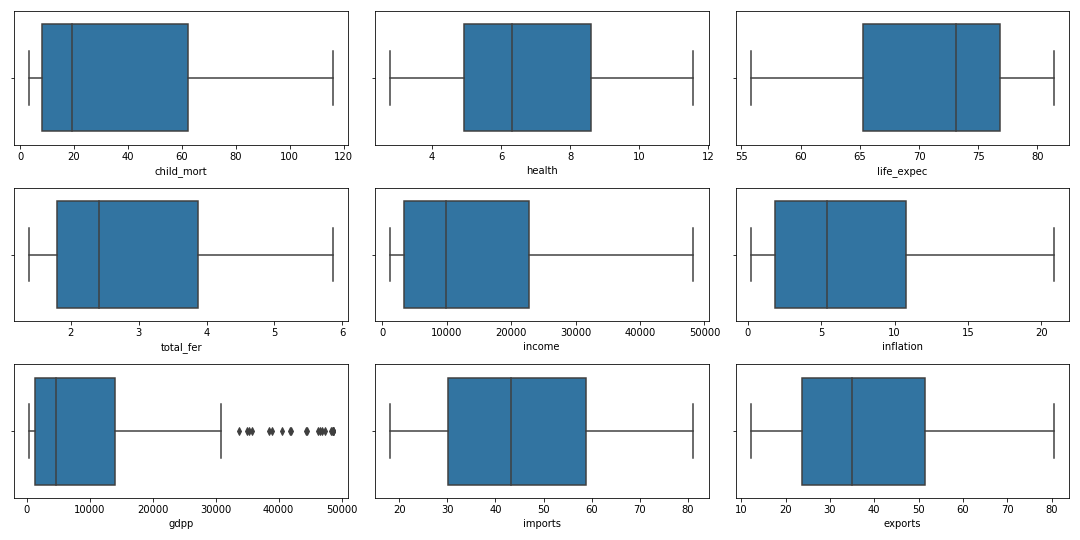 0 20 40 60 80 100 120
child_mort
4 6 8 10 12
health
55 60 65 70 75 80
life_expec
2 3 4 5 6
total_fer
0 10000 20000 30000 40000 50000
income
0 5 10 15 20
inflation
0 10000 20000 30000 40000 50000
gdpp
20 30 40 50 60 70 80
imports
10 20 30 40 50 60 70 80
exports